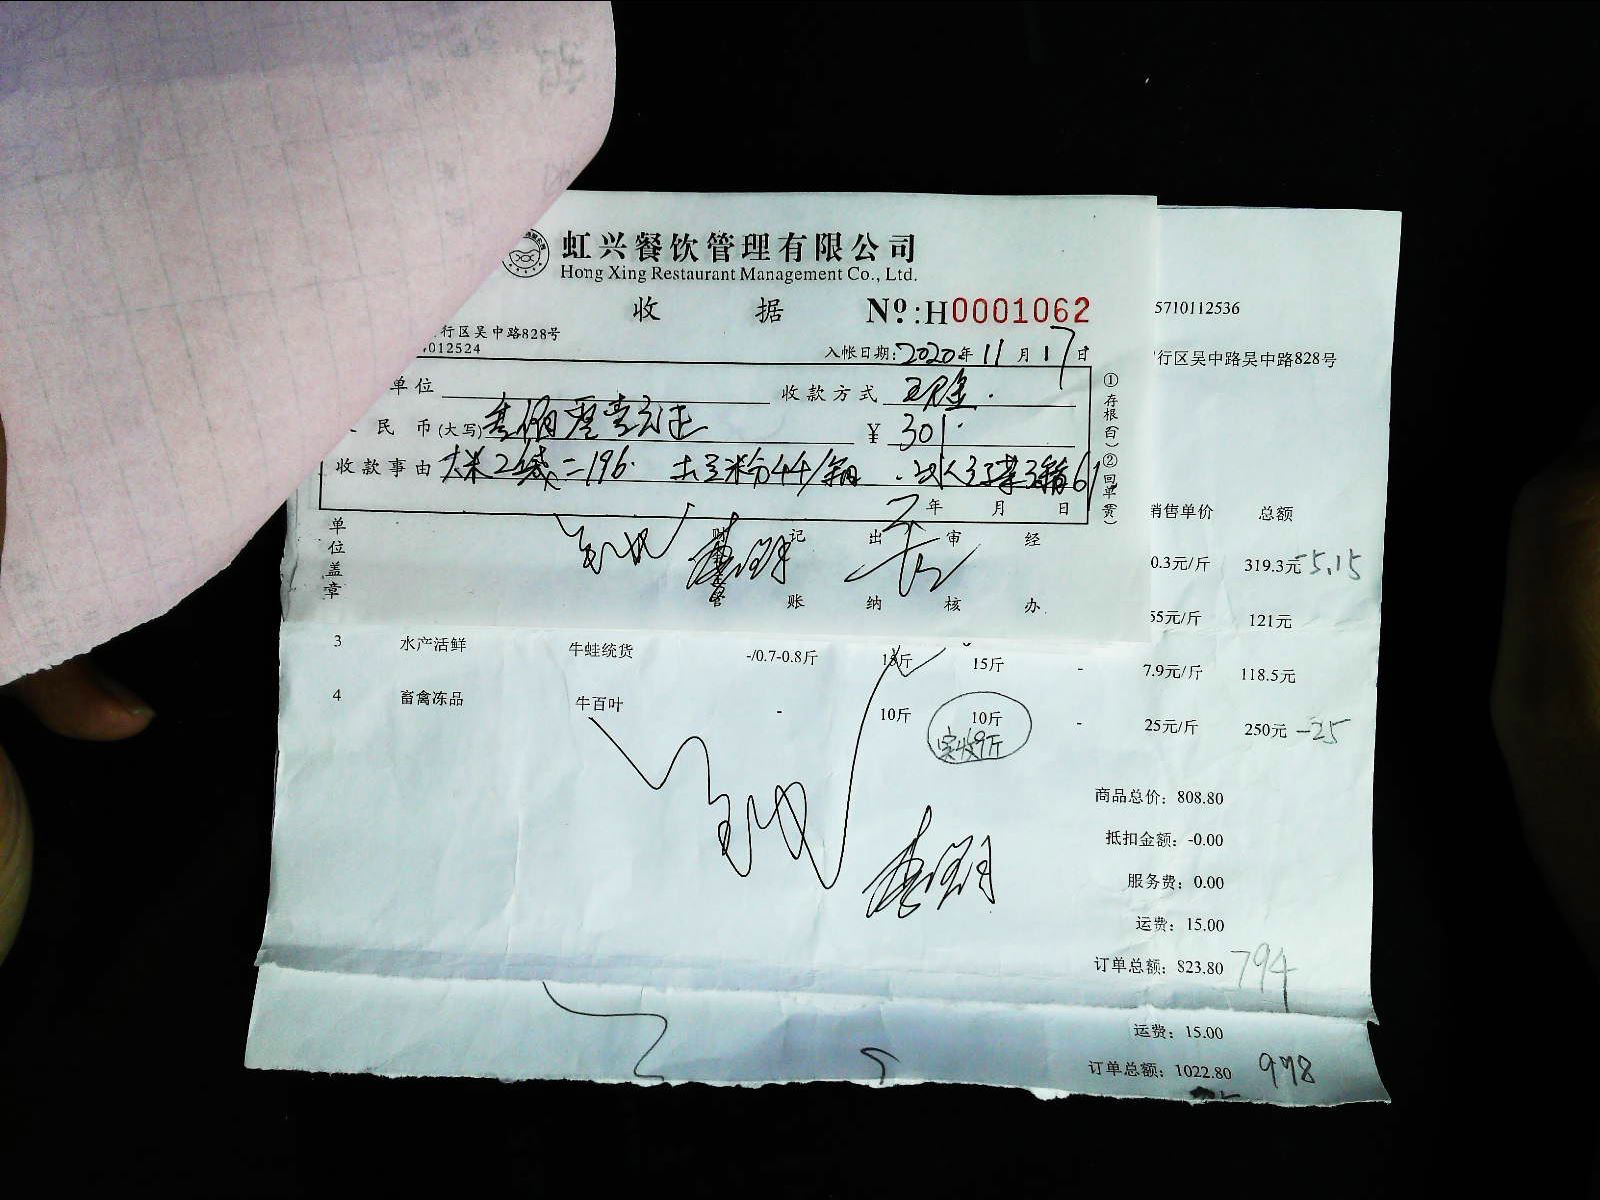 虹兴餐饮管理有限公司
Hong Xing Restaurant Management Co., Ltd.
收 据 Nº:H0001062
行区吴中路828号
012524
入帐日期:2020年11月17日
单位 收款方式 现金.
民 币(大写) 叁佰零壹元正 ¥ 301.
收款事由 大米2袋=196. 土豆粉44/箱
年 月 日
①存根(白)
②回单(黄)
单位盖章
记账 出纳 审核 经办
5710112536
行区吴中路吴中路828号
销售单价 总额
0.3元/斤 319.3元-5.15
55元/斤 121元
3 水产活鲜 牛蛙统货 -/0.7-0.8斤 15斤 15斤 - 7.9元/斤 118.5元
4 畜禽冻品 牛百叶 - 10斤 10斤 - 25元/斤 250元 -25
实收9斤
商品总价: 808.80
抵扣金额: -0.00
服务费: 0.00
运费: 15.00
订单总额: 823.80 794
运费: 15.00
订单总额: 1022.80 978